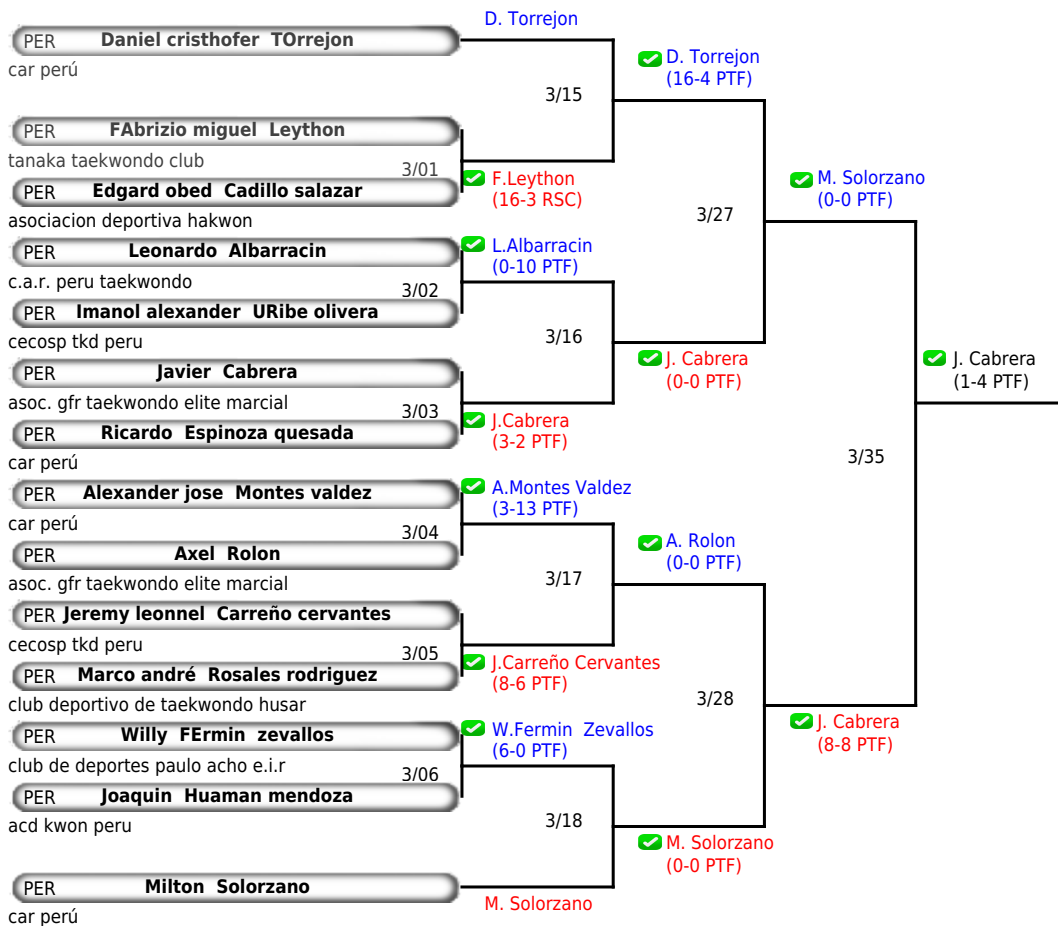 D. Torrejon
PER Daniel cristhofer TOrrejon
car perú
D. Torrejon
(16-4 PTF)
3/15
PER FAbrizio miguel Leython
tanaka taekwondo club
3/01
F.Leython
(16-3 RSC)
PER Edgard obed Cadillo salazar
asociacion deportiva hakwon
M. Solorzano
(0-0 PTF)
3/27
PER Leonardo Albarracin
c.a.r. peru taekwondo
L.Albarracin
(0-10 PTF)
3/02
PER Imanol alexander URibe olivera
cecosp tkd peru
3/16
PER Javier Cabrera
asoc. gfr taekwondo elite marcial
J. Cabrera
(0-0 PTF)
J. Cabrera
(1-4 PTF)
3/03
J.Cabrera
(3-2 PTF)
PER Ricardo Espinoza quesada
car perú
3/35
PER Alexander jose Montes valdez
car perú
A.Montes Valdez
(3-13 PTF)
3/04
PER Axel Rolon
asoc. gfr taekwondo elite marcial
A. Rolon
(0-0 PTF)
3/17
PER Jeremy leonnel Carreño cervantes
cecosp tkd peru
3/05
J.Carreño Cervantes
(8-6 PTF)
PER Marco andré Rosales rodriguez
club deportivo de taekwondo husar
3/28
J. Cabrera
(8-8 PTF)
PER Willy FErmin zevallos
club de deportes paulo acho e.i.r
W.Fermin Zevallos
(6-0 PTF)
3/06
PER Joaquin Huaman mendoza
acd kwon peru
3/18
M. Solorzano
(0-0 PTF)
PER Milton Solorzano
car perú
M. Solorzano